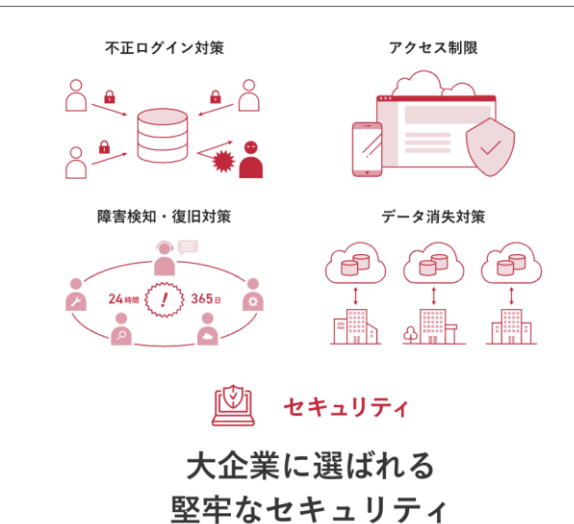 不正ログイン対策
アクセス制限
障害検知・復旧対策
データ消失対策
24時間
!
365日
セキュリティ
大企業に選ばれる
堅牢なセキュリティ